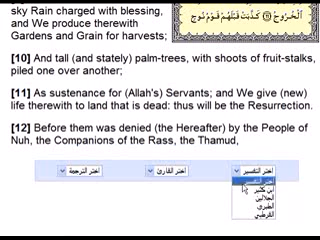 sky Rain charged with blessing,
and We produce therewith
Gardens and Grain for harvests;
الْخُرُوجُ ۝ كَذَّبَتْ قَبْلَهُمْ قَوْمُ نُوحٍ
[10] And tall (and stately) palm-trees, with shoots of fruit-stalks,
piled one over another;
[11] As sustenance for (Allah's) Servants; and We give (new)
life therewith to land that is dead: thus will be the Resurrection.
[12] Before them was denied (the Hereafter) by the People of
Nuh, the Companions of the Rass, the Thamud,
اختر التفسير اختر القارئ اختر الترجمة
اختر التفسير
ابن كثير
الجلالين
الطبري
القرطبي